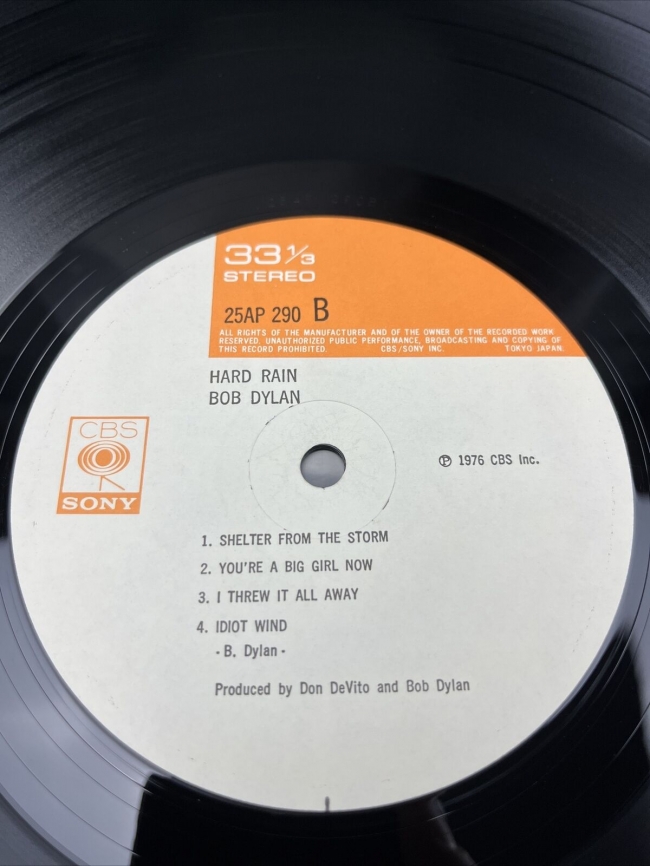 33 1/3
STEREO
25AP 290 B
ALL RIGHTS OF THE MANUFACTURER AND OF THE OWNER OF THE RECORDED WORK
RESERVED. UNAUTHORIZED PUBLIC PERFORMANCE, BROADCASTING AND COPYING OF
THIS RECORD PROHIBITED. CBS/SONY INC. TOKYO JAPAN.
HARD RAIN
BOB DYLAN
CBS
SONY
℗ 1976 CBS Inc.
1. SHELTER FROM THE STORM
2. YOU'RE A BIG GIRL NOW
3. I THREW IT ALL AWAY
4. IDIOT WIND
- B. Dylan -
Produced by Don DeVito and Bob Dylan